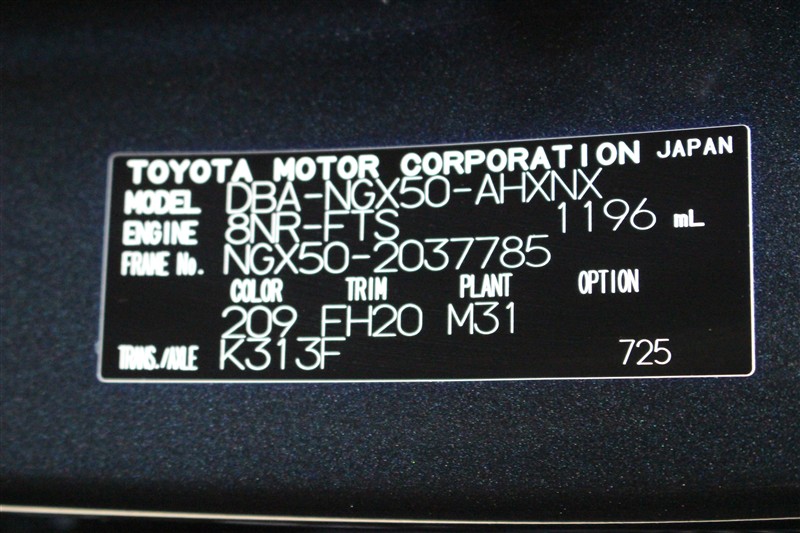 TOYOTA MOTOR CORPORATION JAPAN
MODEL DBA-NGX50-AHXNX
ENGINE 8NR-FTS 1196 mL
FRAME No. NGX50-2037785
COLOR TRIM PLANT OPTION
209 FH20 M31
TRANS./AXLE K313F 725